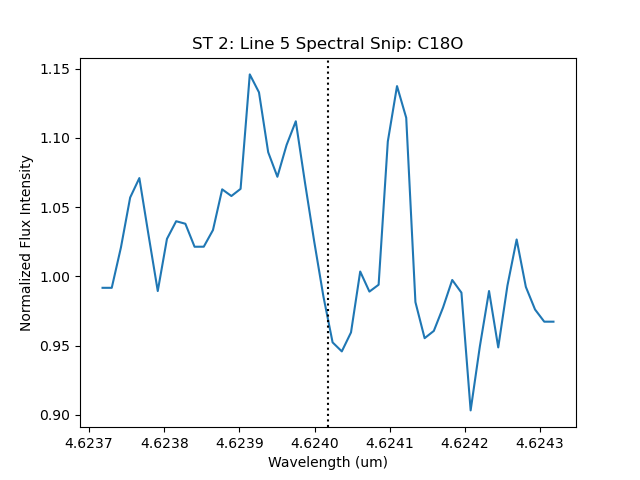 ST 2: Line 5 Spectral Snip: C18O
Normalized Flux Intensity
1.15
1.10
1.05
1.00
0.95
0.90
4.6237 4.6238 4.6239 4.6240 4.6241 4.6242 4.6243
Wavelength (um)